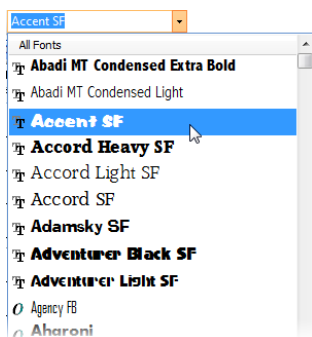 Accent SF
All Fonts
Abadi MT Condensed Extra Bold
Abadi MT Condensed Light
Accent SF
Accord Heavy SF
Accord Light SF
Accord SF
Adamsky SF
Adventurer Black SF
Adventurer Light SF
Agency FB
Aharoni